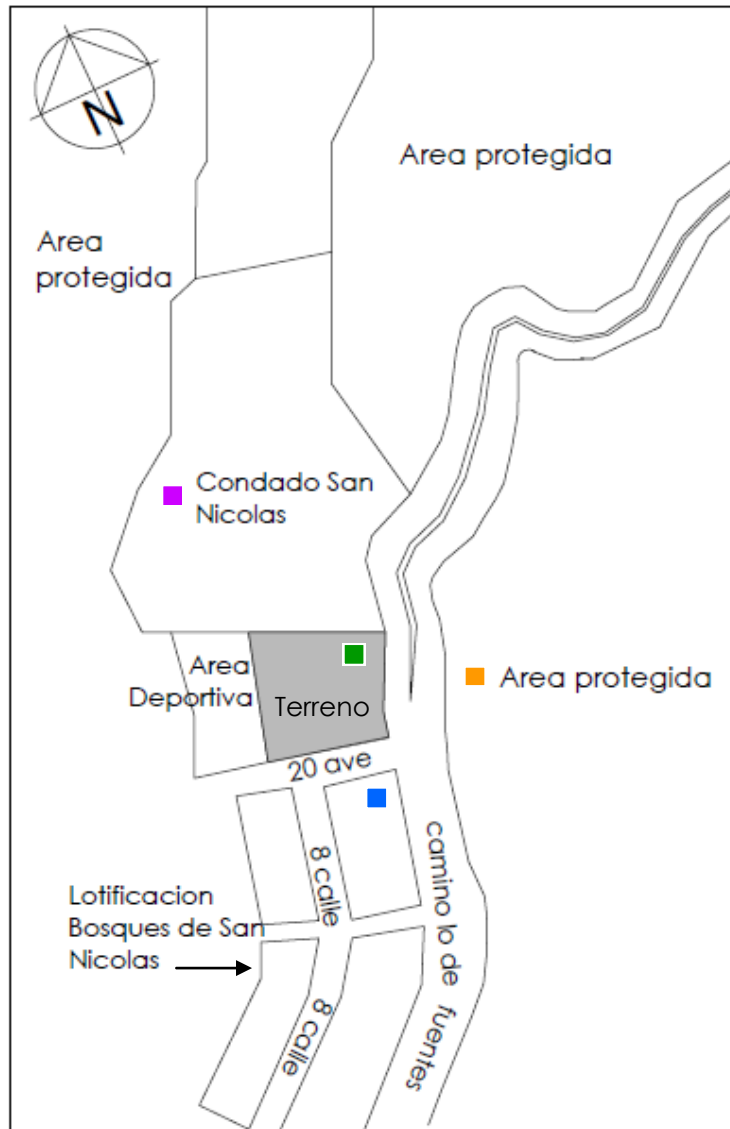 N
Area protegida
Area
protegida
Condado San
Nicolas
Area
Deportiva
Terreno
Area protegida
20 ave
8 calle
camino lo de fuentes
Lotificacion
Bosques de San
Nicolas
8 calle